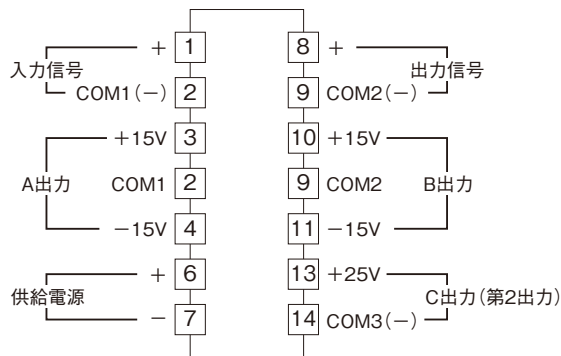 + 1 8 +
入力信号 出力信号
COM1(−) 2 9 COM2(−)
+15V 3 10 +15V
A出力 COM1 2 9 COM2 B出力
−15V 4 11 −15V
+ 6 13 +25V
供給電源 C出力(第2出力)
− 7 14 COM3(−)